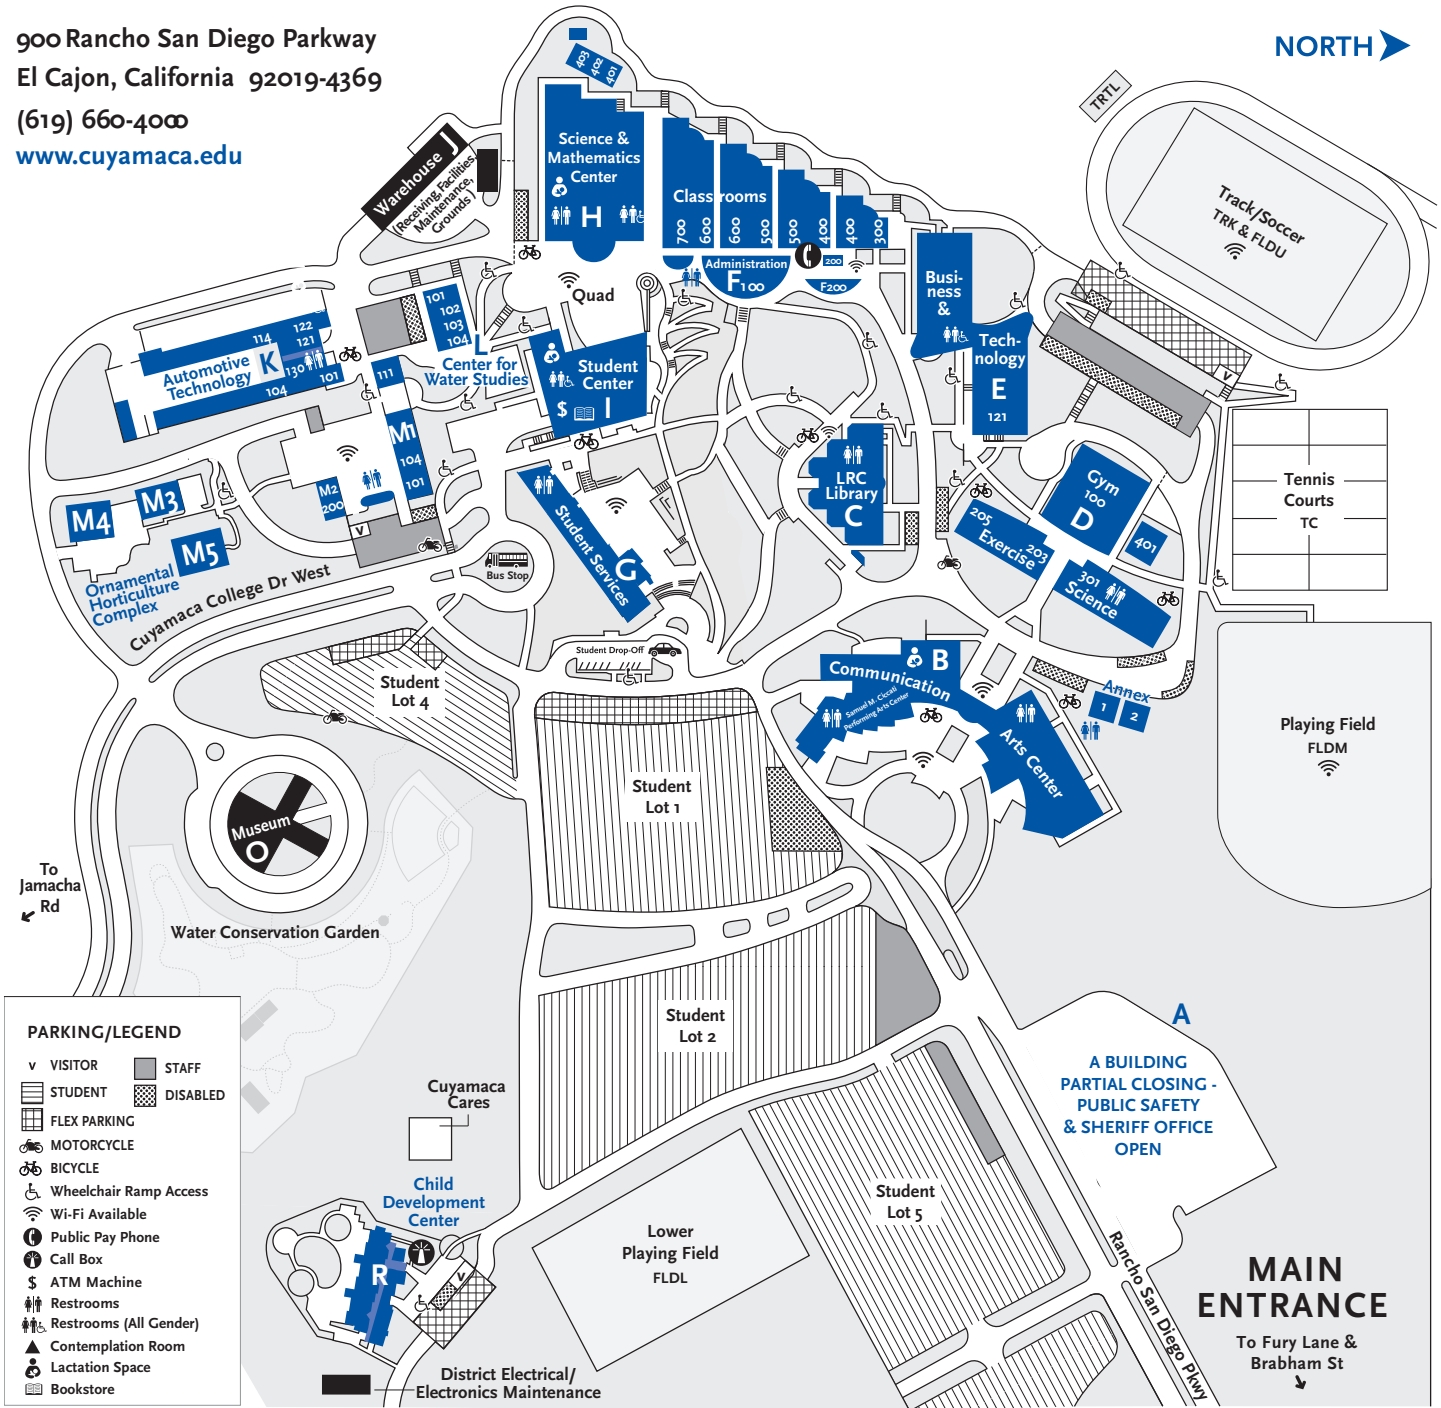 900 Rancho San Diego Parkway
El Cajon, California 92019-4369
(619) 660-4000
www.cuyamaca.edu
NORTH
403
402
401
TRTL
Warehouse J
(Receiving, Facilities,
Maintenance,
Grounds)
Science &
Mathematics
Center
H
Classrooms
700
600
600
500
500
400
400
300
Administration
F100
200
F200
Quad
Track/Soccer
TRK & FLDU
Busi-
ness
&
Tech-
nology
E
121
101
102
103
104
L
Center for
Water Studies
122
114
121
Automotive
Technology
K
130
101
104
111
Student
Center
$
I
v
M1
104
101
M2
200
v
M4
M3
M5
Ornamental
Horticulture
Complex
Cuyamaca College Dr West
Bus Stop
Student Services
G
LRC
Library
C
Gym
100
D
401
205
203
Exercise
301
Science
Tennis
Courts
TC
Student Drop-Off
B
Communication
Samuel M. Ciccati
Performing Arts Center
Arts Center
Annex
1
2
Playing Field
FLDM
Student
Lot 4
Student
Lot 1
Museum
O
To
Jamacha
Rd
Water Conservation Garden
Student
Lot 2
A
A BUILDING
PARTIAL CLOSING -
PUBLIC SAFETY
& SHERIFF OFFICE
OPEN
PARKING/LEGEND
v VISITOR
STAFF
STUDENT
DISABLED
FLEX PARKING
MOTORCYCLE
BICYCLE
Wheelchair Ramp Access
Wi-Fi Available
Public Pay Phone
Call Box
$ ATM Machine
Restrooms
Restrooms (All Gender)
Contemplation Room
Lactation Space
Bookstore
Cuyamaca
Cares
Child
Development
Center
R
v
Student
Lot 5
Lower
Playing Field
FLDL
Rancho San Diego Pkwy
MAIN
ENTRANCE
To Fury Lane &
Brabham St
District Electrical/
Electronics Maintenance